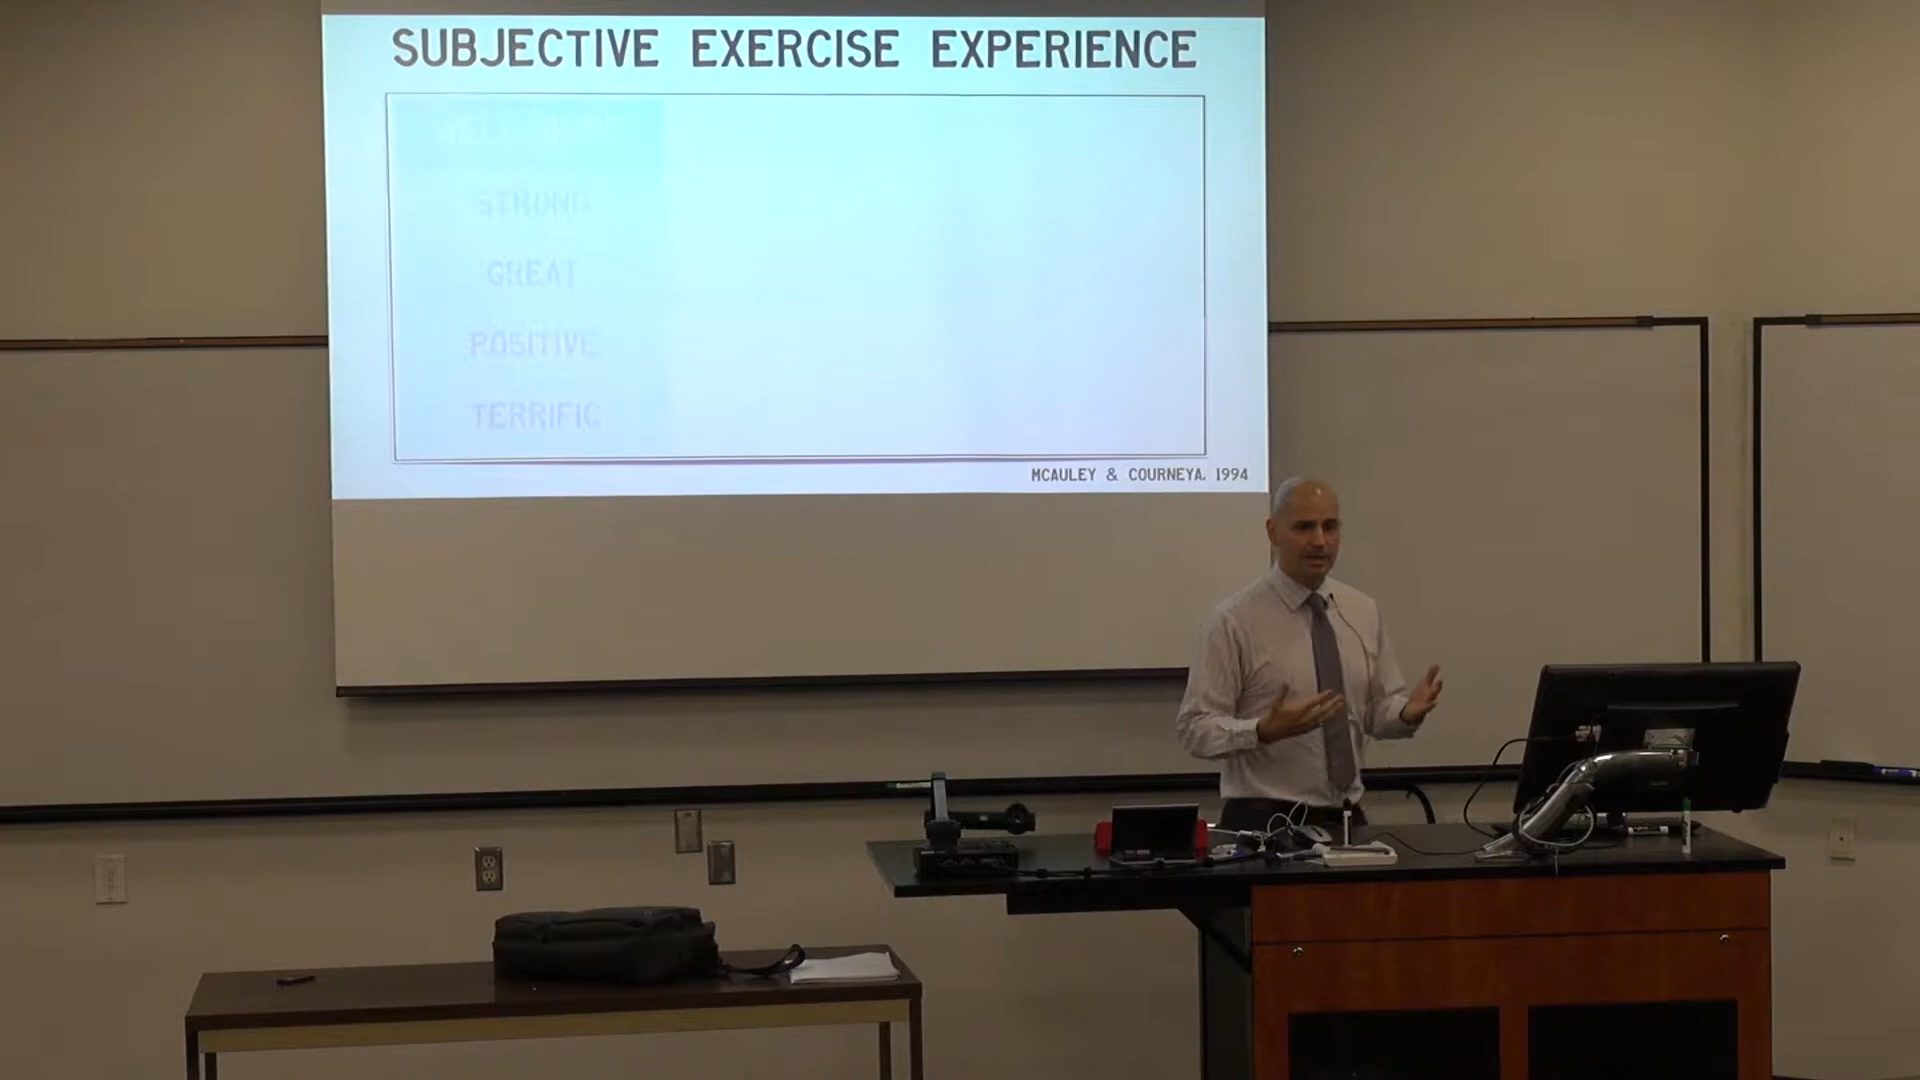 SUBJECTIVE EXERCISE EXPERIENCE
STRONG
GREAT
POSITIVE
TERRIFIC
MCAULEY & COURNEYA, 1994